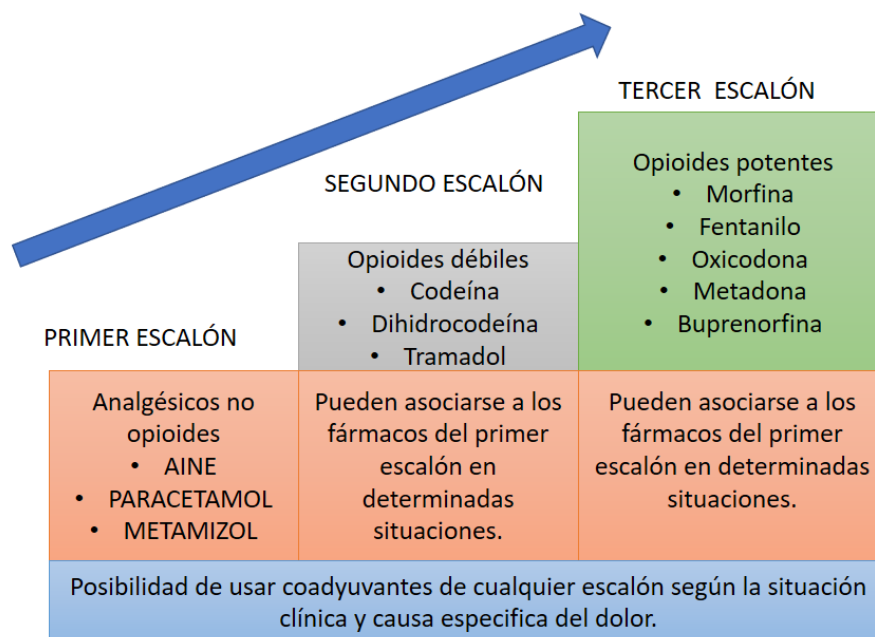 PRIMER ESCALÓN
Analgésicos no
opioides
• AINE
• PARACETAMOL
• METAMIZOL
SEGUNDO ESCALÓN
Opioides débiles
• Codeína
• Dihidrocodeína
• Tramadol
Pueden asociarse a los
fármacos del primer
escalón en
determinadas
situaciones.
TERCER ESCALÓN
Opioides potentes
• Morfina
• Fentanilo
• Oxicodona
• Metadona
• Buprenorfina
Pueden asociarse a los
fármacos del primer
escalón en determinadas
situaciones.
Posibilidad de usar coadyuvantes de cualquier escalón según la situación
clínica y causa especifica del dolor.